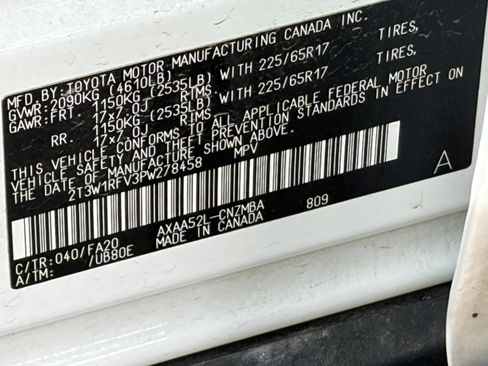 MFD.BY:TOYOTA MOTOR MANUFACTURING CANADA INC.
GVWR:2090KG (4610LB)
GAWR:FRT. 1150KG (2535LB) WITH 225/65R17 TIRES,
17x7.0J RIMS
RR. 1150KG (2535LB) WITH 225/65R17 TIRES,
17x7.0J RIMS
THIS VEHICLE CONFORMS TO ALL APPLICABLE FEDERAL MOTOR
VEHICLE SAFETY AND THEFT PREVENTION STANDARDS IN EFFECT ON
THE DATE OF MANUFACTURE SHOWN ABOVE.
2T3W1RFV3PW278458 MPV
A
C/TR:040/FA20 AXAA52L-CNZMBA 809
A/TM: /UB80E MADE IN CANADA